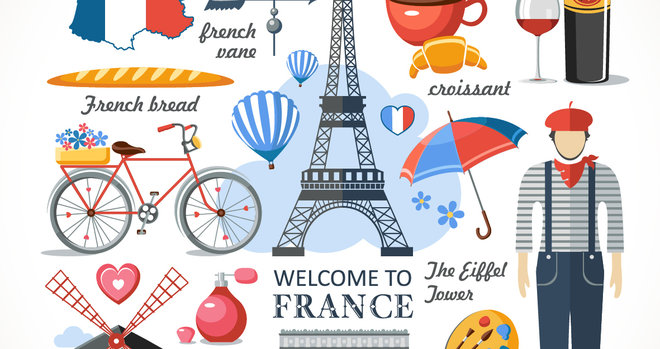 french
vane
croissant
French bread
The Eiffel
Tower
WELCOME TO
FRANCE